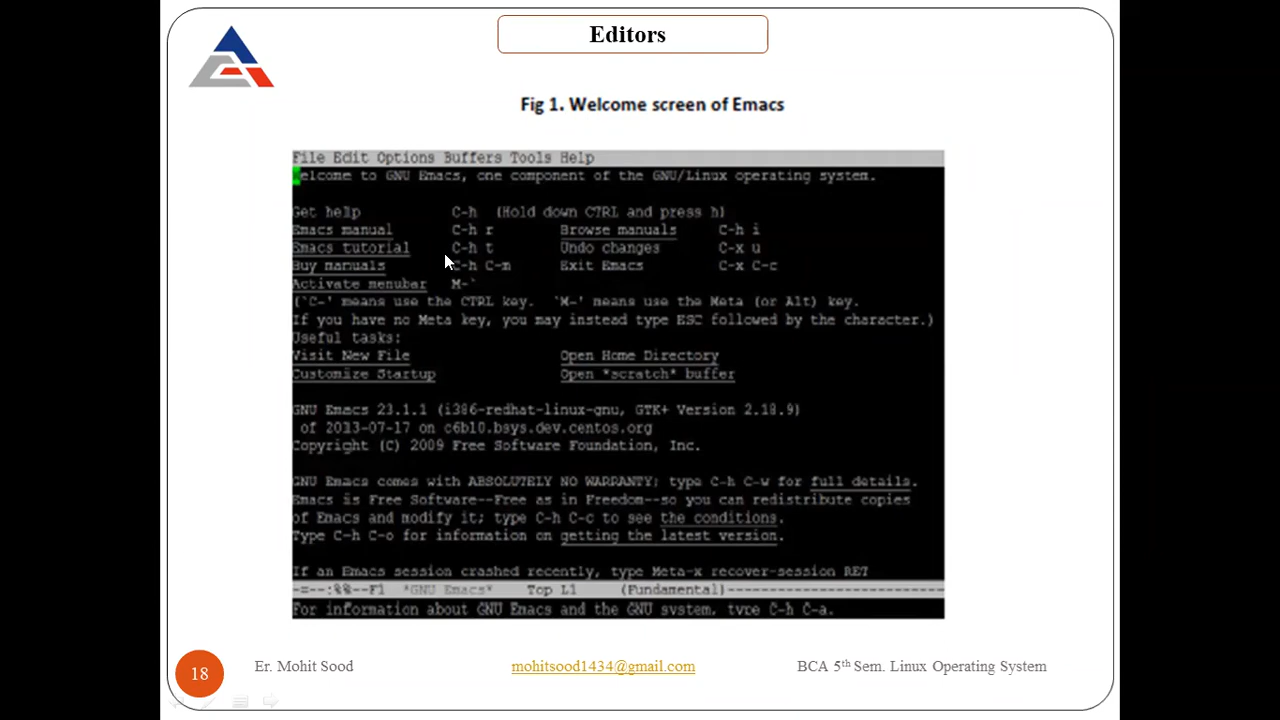 Editors
Fig 1. Welcome screen of Emacs
File Edit Options Buffers Tools Help
Welcome to GNU Emacs, one component of the GNU/Linux operating system.
Get help C-h (Hold down CTRL and press h)
Emacs manual C-h r Browse manuals C-h i
Emacs tutorial C-h t Undo changes C-x u
Buy manuals C-h C-m Exit Emacs C-x C-c
Activate menubar M-`
(`C-' means use the CTRL key. `M-' means use the Meta (or Alt) key.
If you have no Meta key, you may instead type ESC followed by the character.)
Useful tasks:
Visit New File Open Home Directory
Customize Startup Open *scratch* buffer
GNU Emacs 23.1.1 (i386-redhat-linux-gnu, GTK+ Version 2.18.9)
of 2013-07-17 on c6b10.bsys.dev.centos.org
Copyright (C) 2009 Free Software Foundation, Inc.
GNU Emacs comes with ABSOLUTELY NO WARRANTY; type C-h C-w for full details.
Emacs is Free Software--Free as in Freedom--so you can redistribute copies
of Emacs and modify it; type C-h C-c to see the conditions.
Type C-h C-o for information on getting the latest version.
If an Emacs session crashed recently, type Meta-x recover-session RET
-=--:%%--F1 *GNU Emacs* Top L1 (Fundamental)------------------------
For information about GNU Emacs and the GNU system, type C-h C-a.
18 Er. Mohit Sood mohitsood1434@gmail.com BCA 5th Sem. Linux Operating System